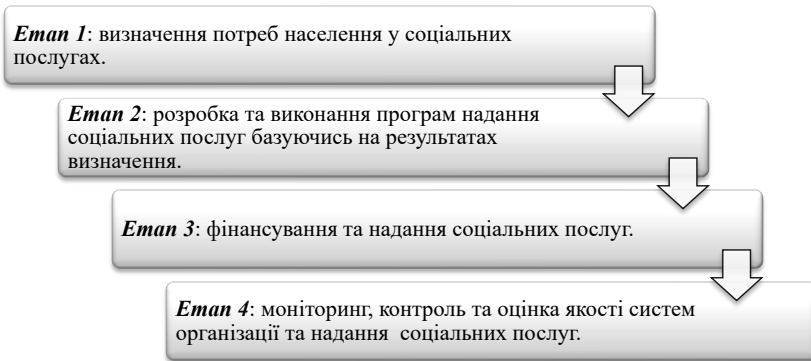 Етап 1: визначення потреб населення у соціальних
послугах.
Етап 2: розробка та виконання програм надання
соціальних послуг базуючись на результатах
визначення.
Етап 3: фінансування та надання соціальних послуг.
Етап 4: моніторинг, контроль та оцінка якості систем
організації та надання  соціальних послуг.